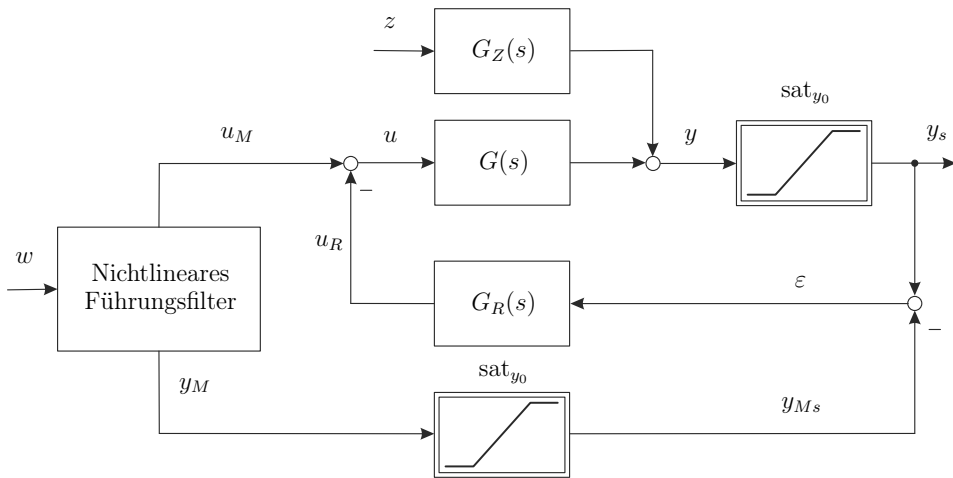 z
G_Z(s)
sat_{y_0}
u_M
u
G(s)
y
y_s
–
w
Nichtlineares
Führungsfilter
u_R
G_R(s)
ε
–
y_M
sat_{y_0}
y_{Ms}